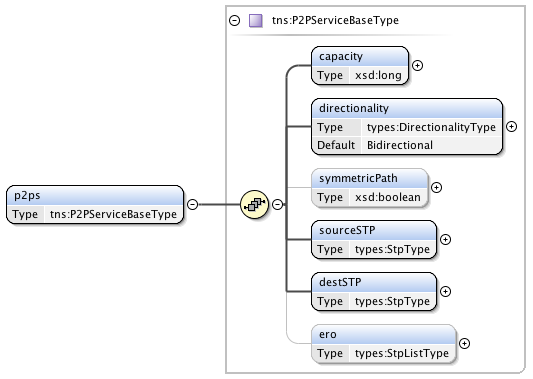 tns:P2PServiceBaseType
capacity
Type xsd:long
directionality
Type types:DirectionalityType
Default Bidirectional
symmetricPath
Type xsd:boolean
p2ps
Type tns:P2PServiceBaseType
sourceSTP
Type types:StpType
destSTP
Type types:StpType
ero
Type types:StpListType